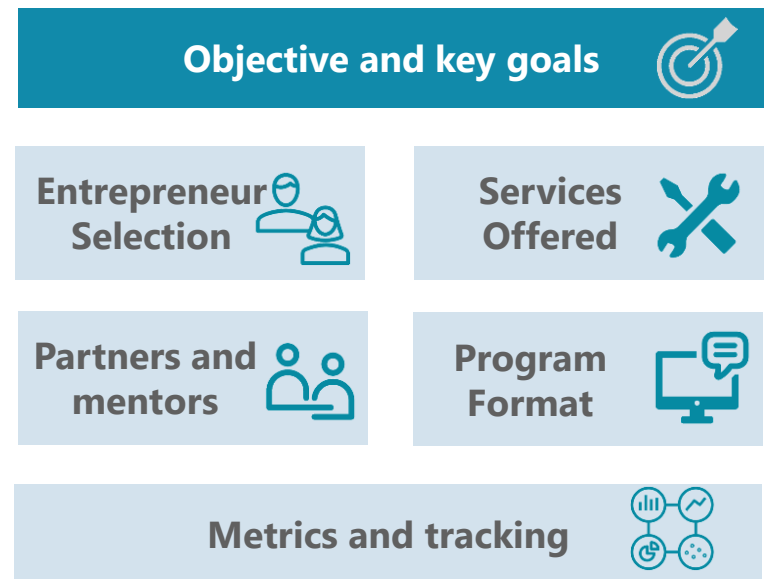 Objective and key goals
Entrepreneur
Selection
Services
Offered
Partners and
mentors
Program
Format
Metrics and tracking